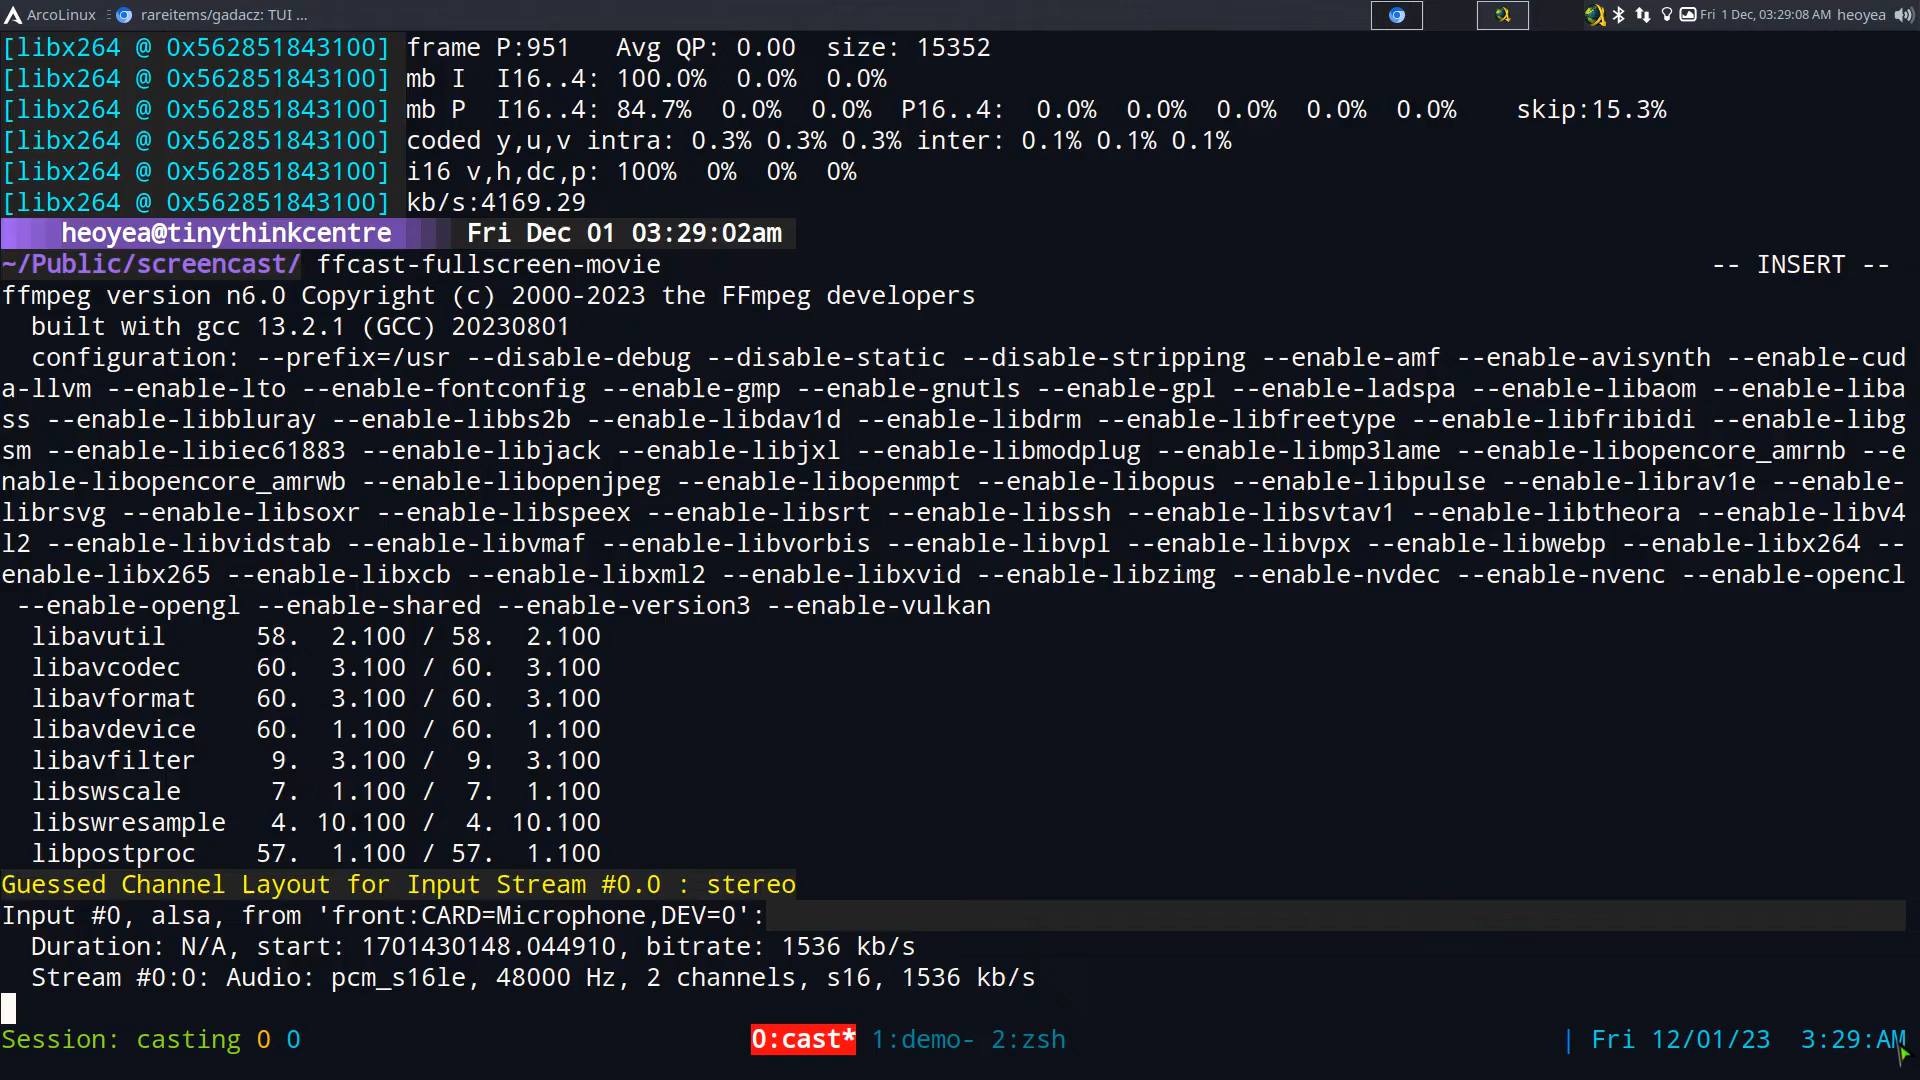 ArcoLinux rareitems/gadacz: TUI ... Fri 1 Dec, 03:29:08 AM heoyea
[libx264 @ 0x562851843100] frame P:951   Avg QP: 0.00  size: 15352
[libx264 @ 0x562851843100] mb I  I16..4: 100.0%  0.0%  0.0%
[libx264 @ 0x562851843100] mb P  I16..4: 84.7%  0.0%  0.0%  P16..4:  0.0%  0.0%  0.0%  0.0%  0.0%    skip:15.3%
[libx264 @ 0x562851843100] coded y,u,v intra: 0.3% 0.3% 0.3% inter: 0.1% 0.1% 0.1%
[libx264 @ 0x562851843100] i16 v,h,dc,p: 100%  0%  0%  0%
[libx264 @ 0x562851843100] kb/s:4169.29
heoyea@tinythinkcentre Fri Dec 01 03:29:02am
~/Public/screencast/ ffcast-fullscreen-movie -- INSERT --
ffmpeg version n6.0 Copyright (c) 2000-2023 the FFmpeg developers
  built with gcc 13.2.1 (GCC) 20230801
  configuration: --prefix=/usr --disable-debug --disable-static --disable-stripping --enable-amf --enable-avisynth --enable-cud
a-llvm --enable-lto --enable-fontconfig --enable-gmp --enable-gnutls --enable-gpl --enable-ladspa --enable-libaom --enable-liba
ss --enable-libbluray --enable-libbs2b --enable-libdav1d --enable-libdrm --enable-libfreetype --enable-libfribidi --enable-libg
sm --enable-libiec61883 --enable-libjack --enable-libjxl --enable-libmodplug --enable-libmp3lame --enable-libopencore_amrnb --e
nable-libopencore_amrwb --enable-libopenjpeg --enable-libopenmpt --enable-libopus --enable-libpulse --enable-librav1e --enable-
librsvg --enable-libsoxr --enable-libspeex --enable-libsrt --enable-libssh --enable-libsvtav1 --enable-libtheora --enable-libv4
l2 --enable-libvidstab --enable-libvmaf --enable-libvorbis --enable-libvpl --enable-libvpx --enable-libwebp --enable-libx264 --
enable-libx265 --enable-libxcb --enable-libxml2 --enable-libxvid --enable-libzimg --enable-nvdec --enable-nvenc --enable-opencl
 --enable-opengl --enable-shared --enable-version3 --enable-vulkan
  libavutil      58.  2.100 / 58.  2.100
  libavcodec     60.  3.100 / 60.  3.100
  libavformat    60.  3.100 / 60.  3.100
  libavdevice    60.  1.100 / 60.  1.100
  libavfilter     9.  3.100 /  9.  3.100
  libswscale      7.  1.100 /  7.  1.100
  libswresample   4. 10.100 /  4. 10.100
  libpostproc    57.  1.100 / 57.  1.100
Guessed Channel Layout for Input Stream #0.0 : stereo
Input #0, alsa, from 'front:CARD=Microphone,DEV=0':
  Duration: N/A, start: 1701430148.044910, bitrate: 1536 kb/s
  Stream #0:0: Audio: pcm_s16le, 48000 Hz, 2 channels, s16, 1536 kb/s
Session: casting 0 0 0:cast* 1:demo- 2:zsh | Fri 12/01/23  3:29:AM